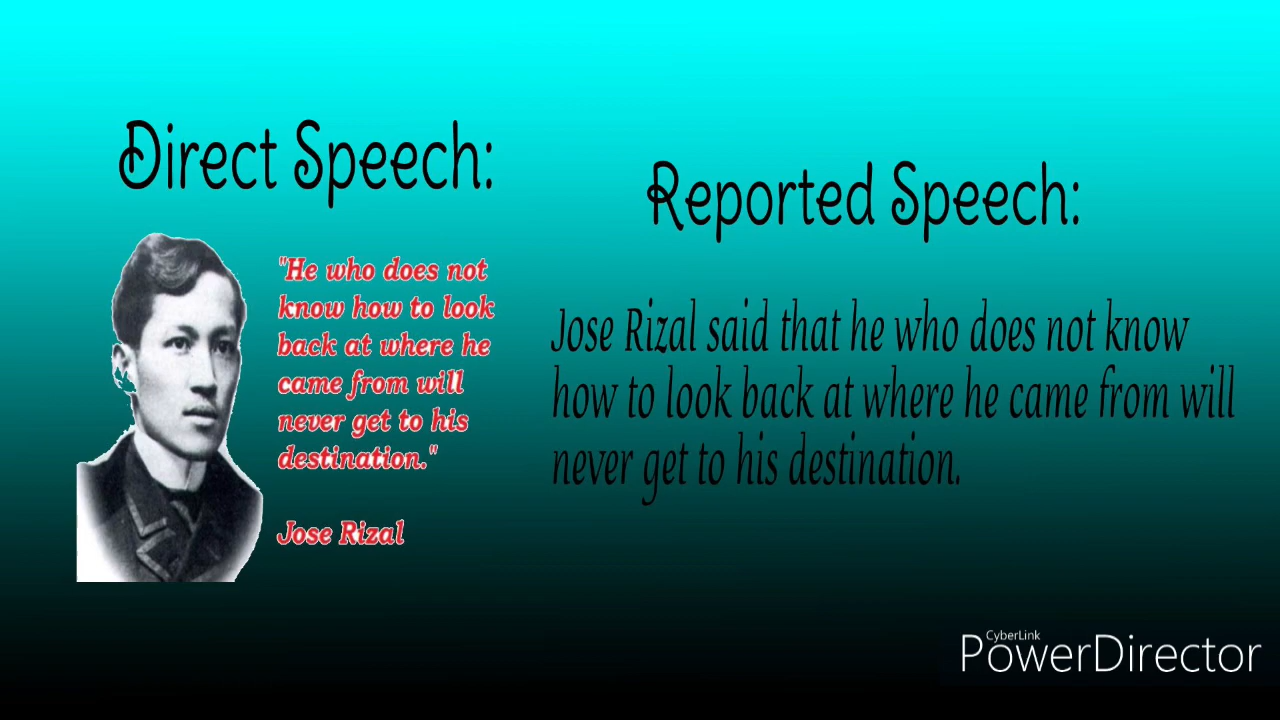 Direct Speech:
"He who does not
know how to look
back at where he
came from will
never get to his
destination."
Jose Rizal
Reported Speech:
Jose Rizal said that he who does not know
how to look back at where he came from will
never get to his destination.
CyberLink
PowerDirector